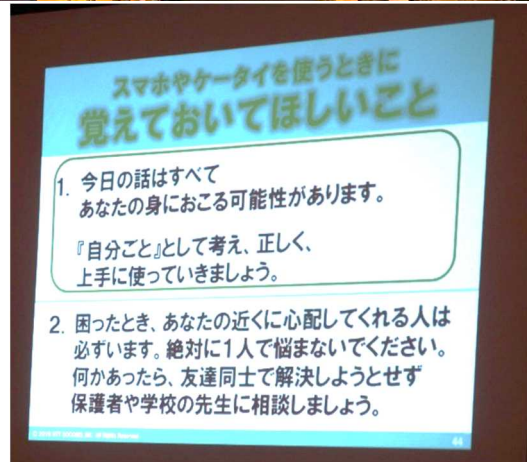 スマホやケータイを使うときに
覚えておいてほしいこと
1. 今日の話はすべて
あなたの身におこる可能性があります。
『自分ごと』として考え、正しく、
上手に使っていきましょう。
2. 困ったとき、あなたの近くに心配してくれる人は
必ずいます。絶対に1人で悩まないでください。
何かあったら、友達同士で解決しようとせず
保護者や学校の先生に相談しましょう。
44